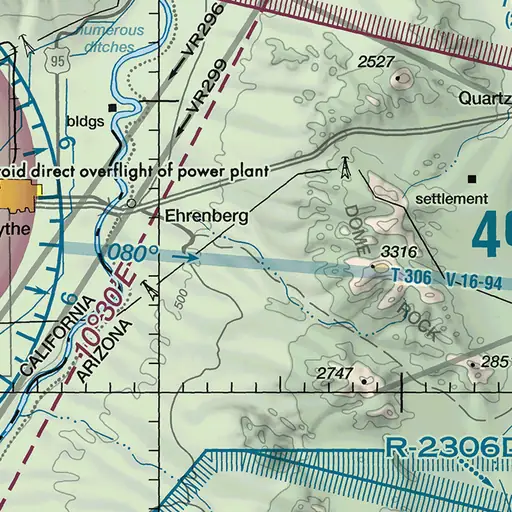 numerous
ditches
VR296
95
2527
VR299
Quartz
bldgs
oid direct overflight of power plant
settlement
Ehrenberg
ythe
DOME
4
080°
3316
T 306 V-16-94
500
10°30'E
CALIFORNIA
ARIZONA
ROCK
285
2747
R-2306D